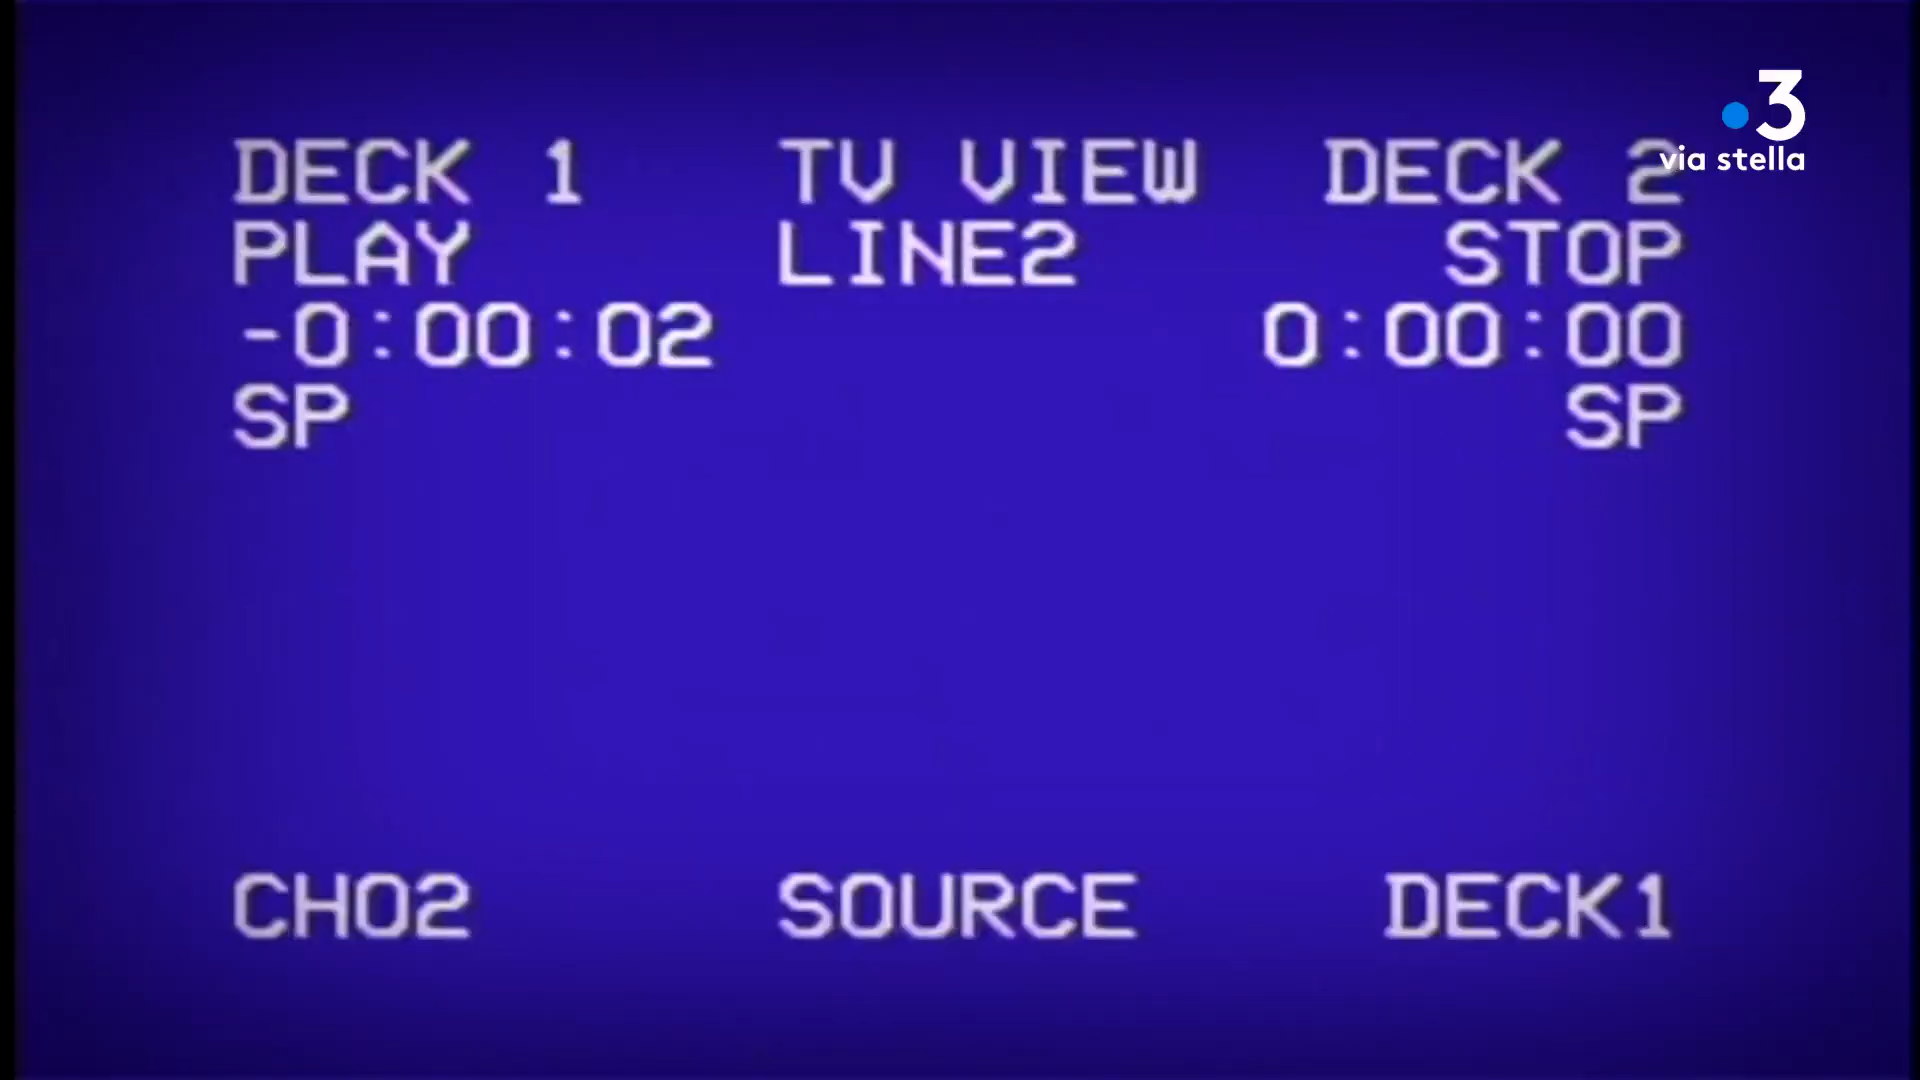 DECK 1 TV VIEW DECK 2
PLAY LINE2 STOP
-0:00:02 0:00:00
SP SP
CH02 SOURCE DECK1
3
via stella